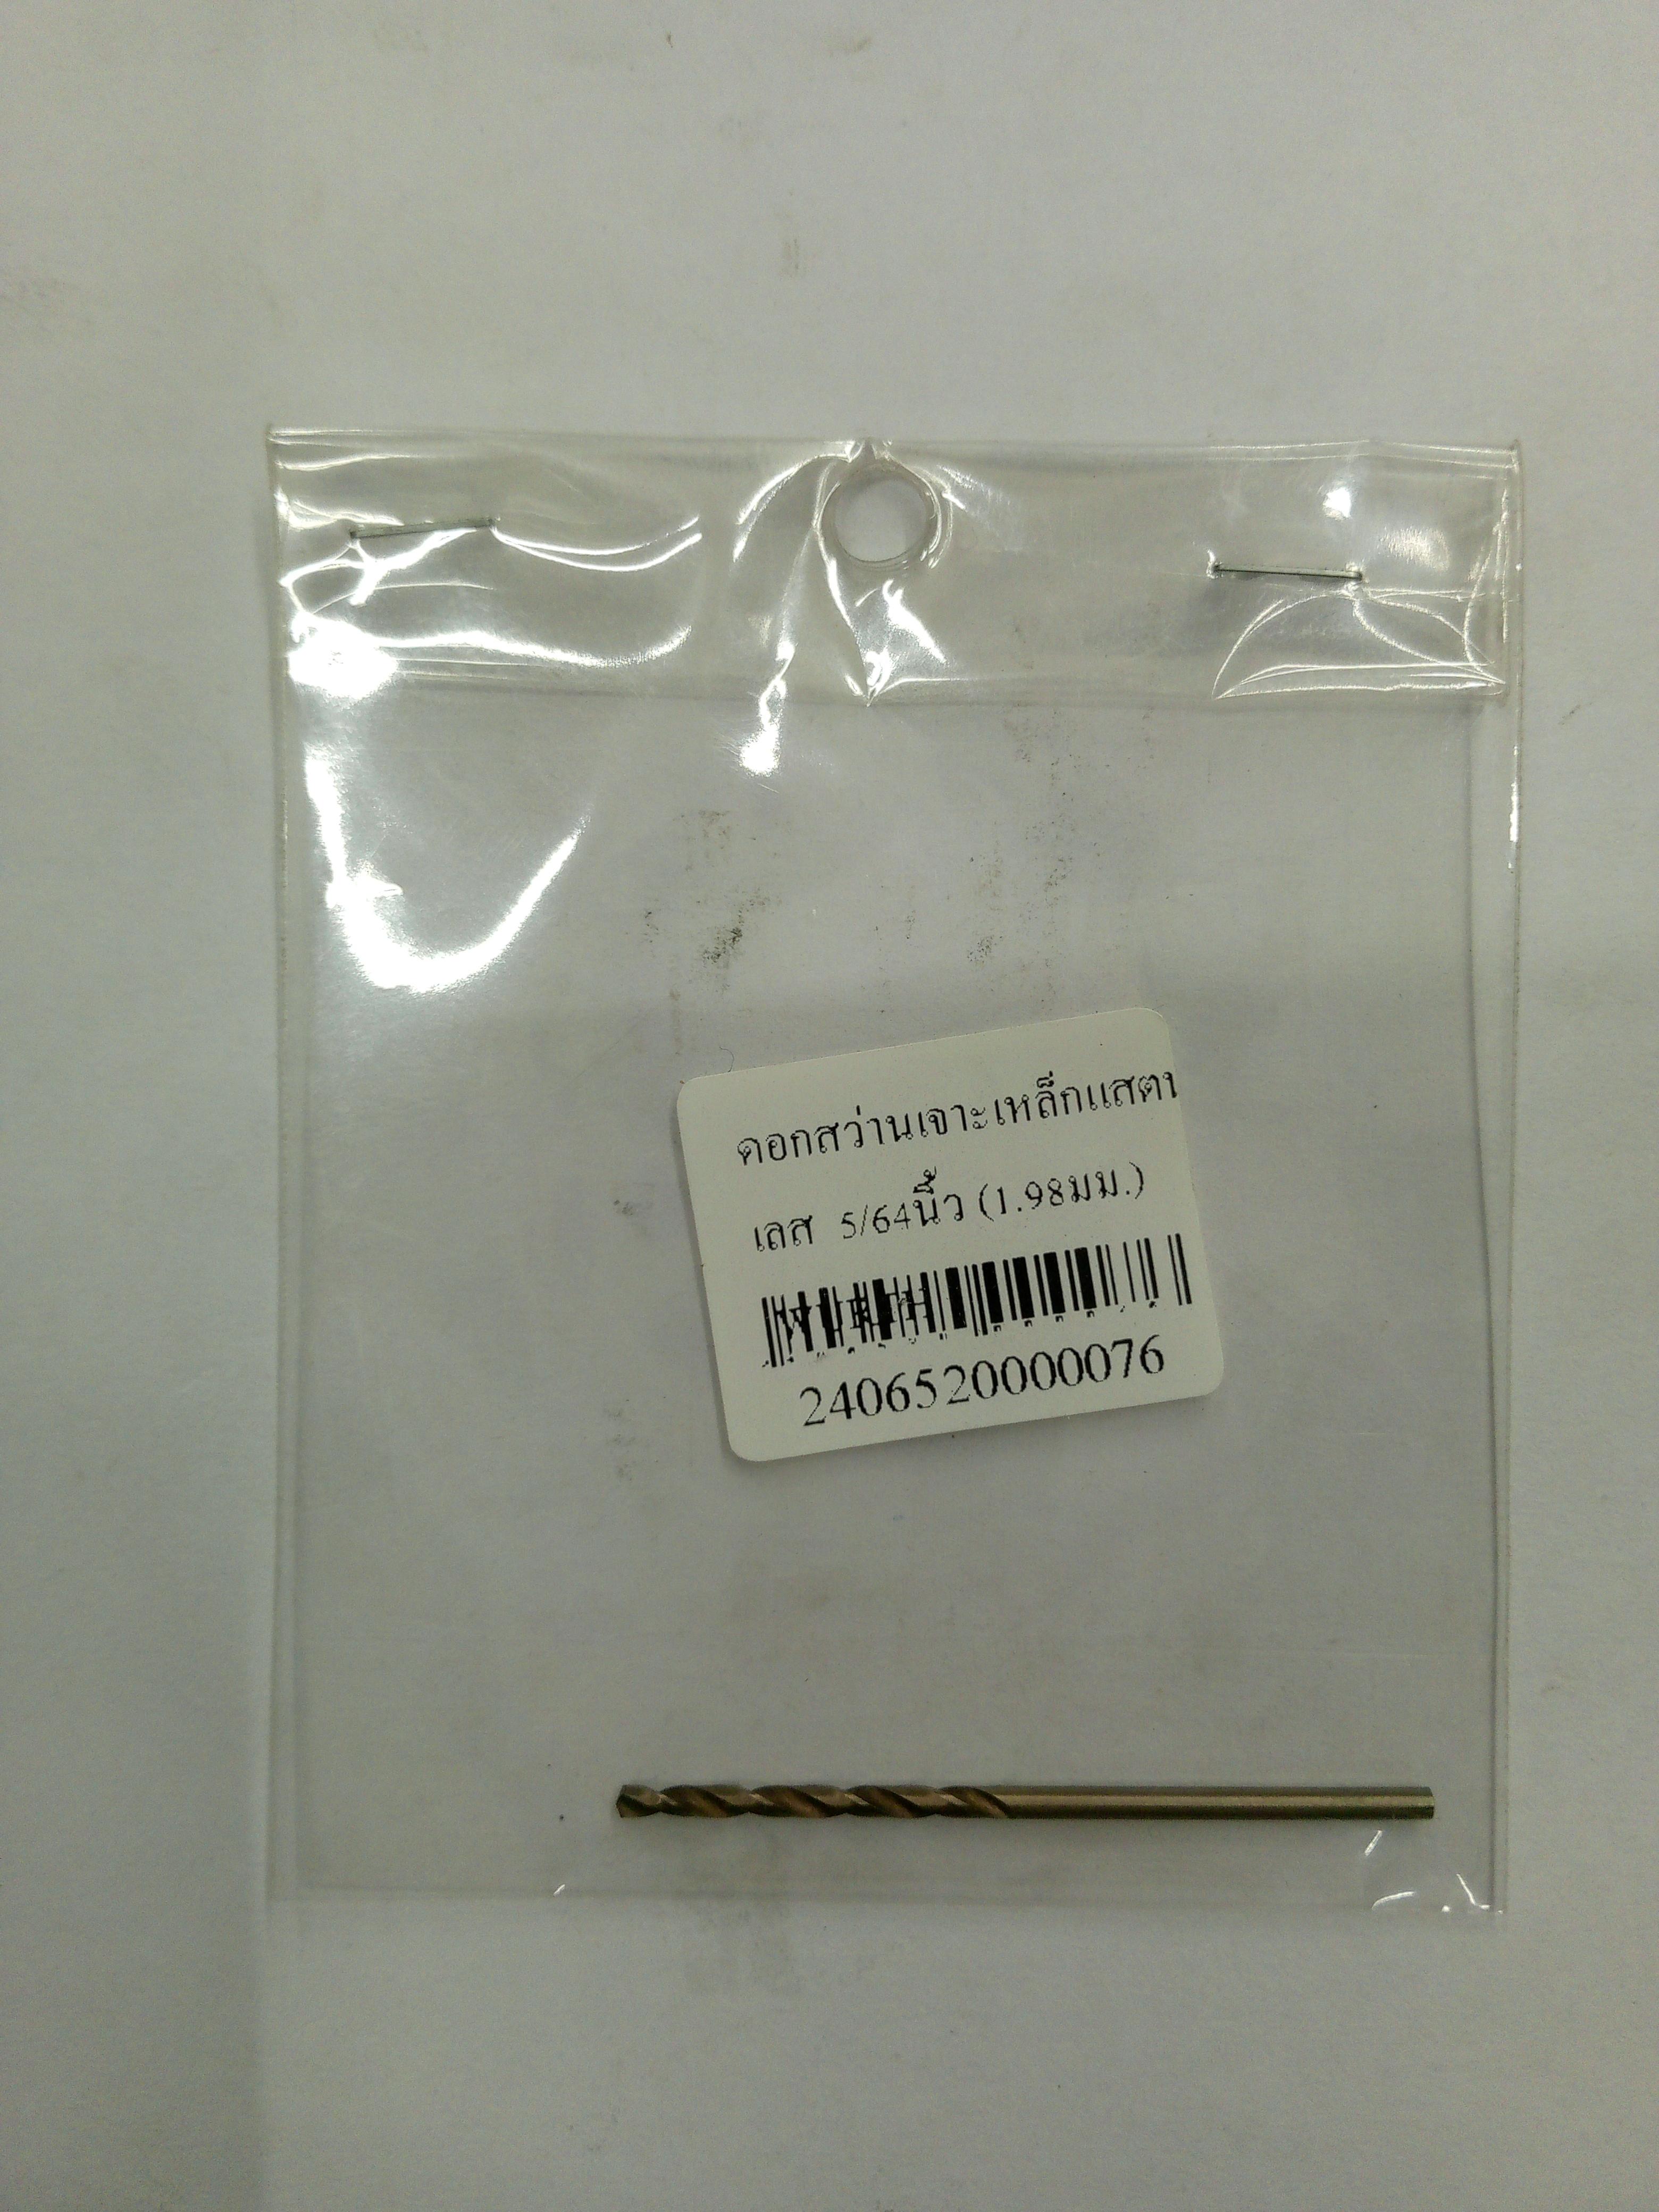 ดอกสว่านเจาะเหล็กแสตน
เลส 5/64นิ้ว (1.98มม.)
WURTH
2406520000076